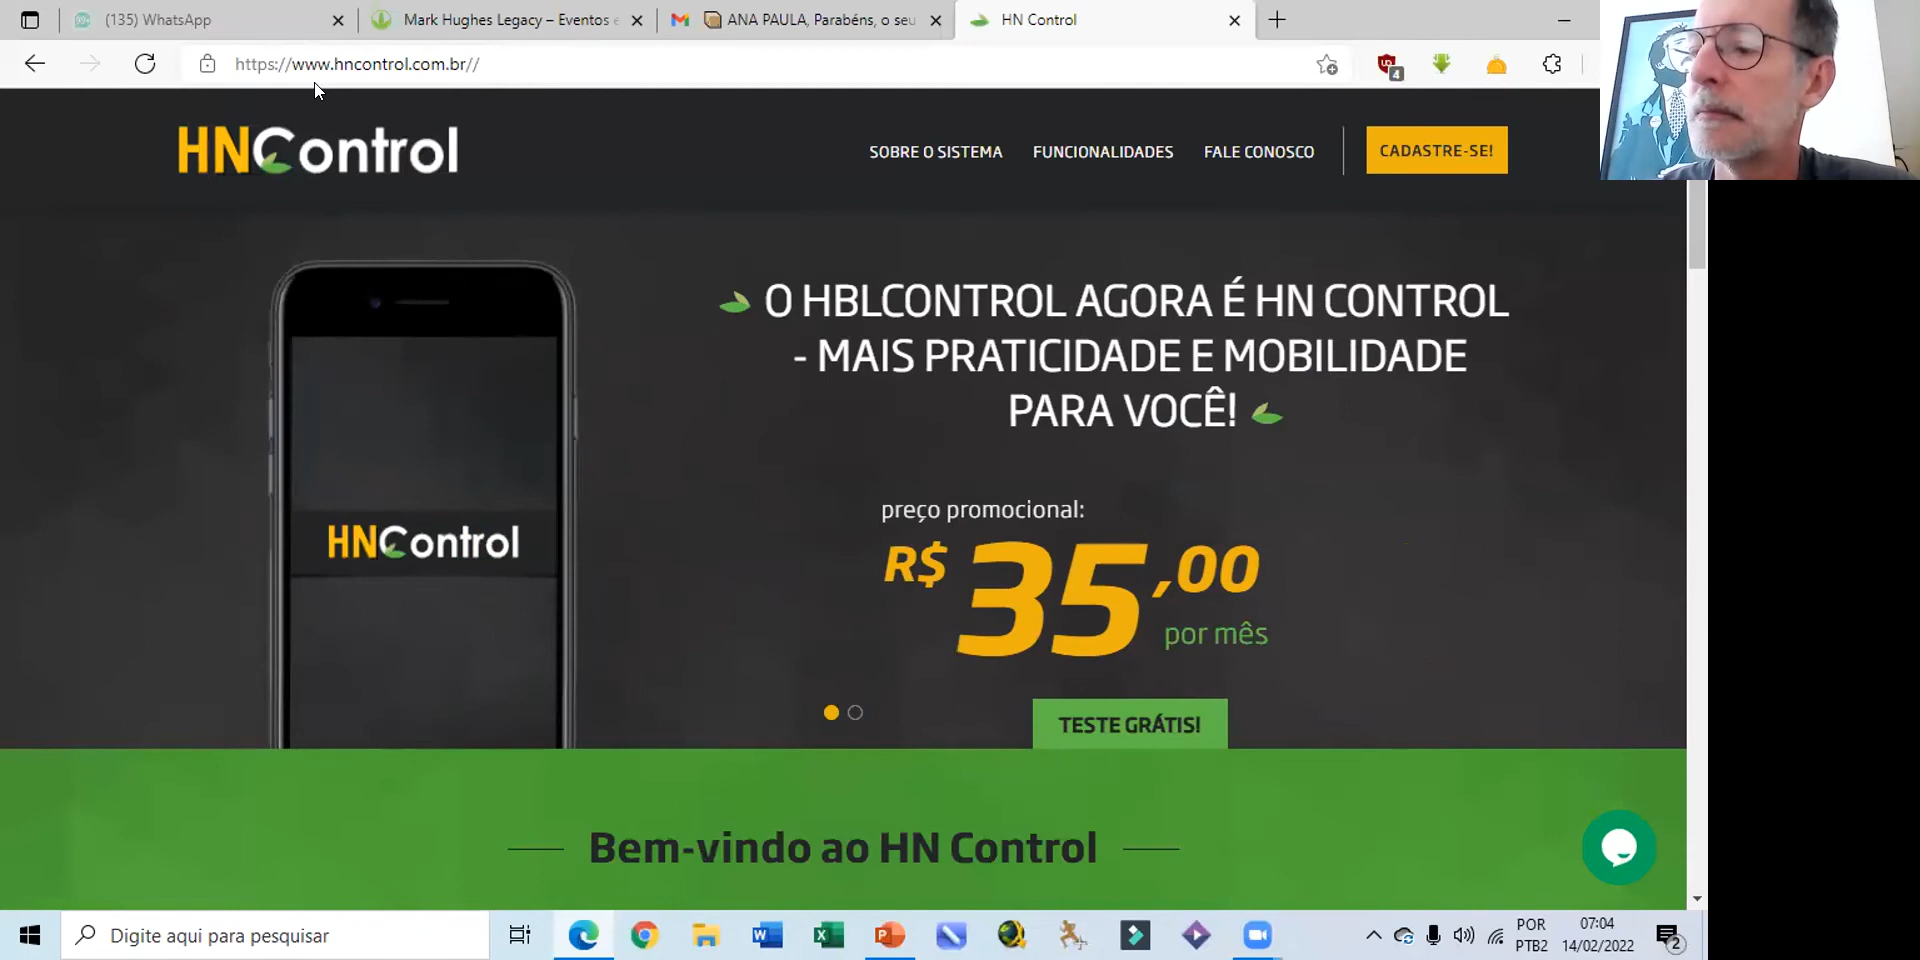 (135) WhatsApp
Mark Hughes Legacy – Eventos e
ANA PAULA, Parabéns, o seu
HN Control
https://www.hncontrol.com.br//
4
HNControl
SOBRE O SISTEMA
FUNCIONALIDADES
FALE CONOSCO
CADASTRE-SE!
O HBLCONTROL AGORA É HN CONTROL
- MAIS PRATICIDADE E MOBILIDADE
PARA VOCÊ!
HNControl
preço promocional:
R$ 35,00
por mês
TESTE GRÁTIS!
Bem-vindo ao HN Control
Digite aqui para pesquisar
POR
PTB2
07:04
14/02/2022
2